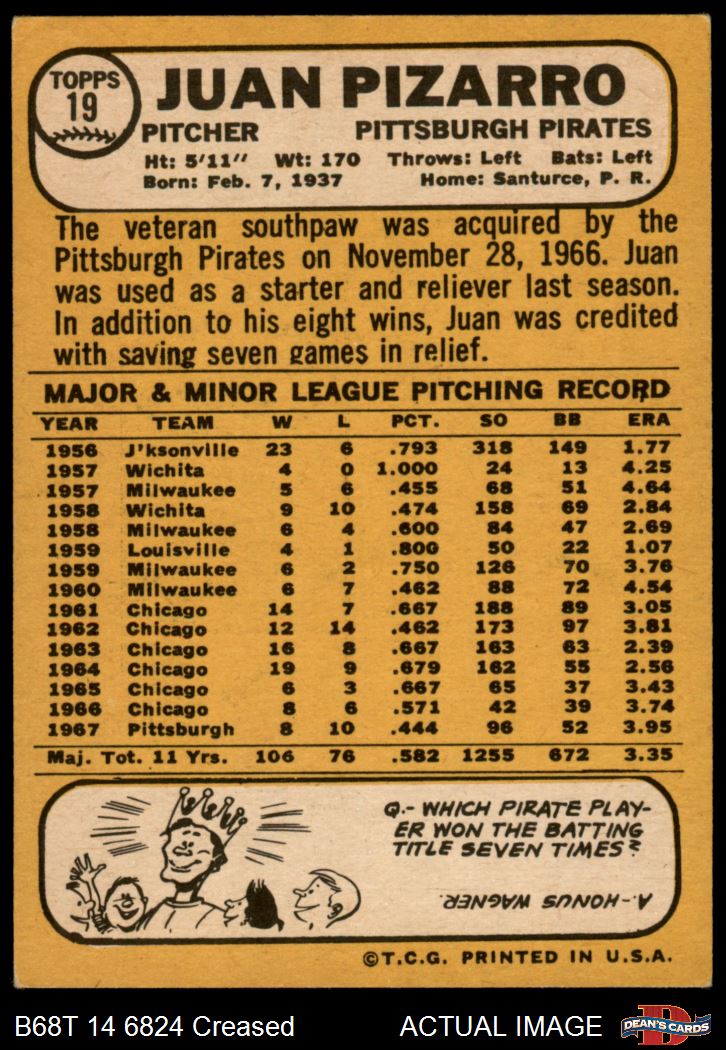 TOPPS
19
JUAN PIZARRO
PITCHER PITTSBURGH PIRATES
Ht: 5'11" Wt: 170 Throws: Left Bats: Left
Born: Feb. 7, 1937 Home: Santurce, P. R.
The veteran southpaw was acquired by the
Pittsburgh Pirates on November 28, 1966. Juan
was used as a starter and reliever last season.
In addition to his eight wins, Juan was credited
with saving seven games in relief.
MAJOR & MINOR LEAGUE PITCHING RECORD
YEAR TEAM W L PCT. SO BB ERA
1956 J'ksonville 23 6 .793 318 149 1.77
1957 Wichita 4 0 1.000 24 13 4.25
1957 Milwaukee 5 6 .455 68 51 4.64
1958 Wichita 9 10 .474 158 69 2.84
1958 Milwaukee 6 4 .600 84 47 2.69
1959 Louisville 4 1 .800 50 22 1.07
1959 Milwaukee 6 2 .750 126 70 3.76
1960 Milwaukee 6 7 .462 88 72 4.54
1961 Chicago 14 7 .667 188 89 3.05
1962 Chicago 12 14 .462 173 97 3.81
1963 Chicago 16 8 .667 163 63 2.39
1964 Chicago 19 9 .679 162 55 2.56
1965 Chicago 6 3 .667 65 37 3.43
1966 Chicago 8 6 .571 42 39 3.74
1967 Pittsburgh 8 10 .444 96 52 3.95
Maj. Tot. 11 Yrs. 106 76 .582 1255 672 3.35
Q.- WHICH PIRATE PLAY-
ER WON THE BATTING
TITLE SEVEN TIMES?
A.-HONUS WAGNER.
©T.C.G. PRINTED IN U.S.A.
B68T 14 6824 Creased ACTUAL IMAGE
D
DEAN'S CARDS